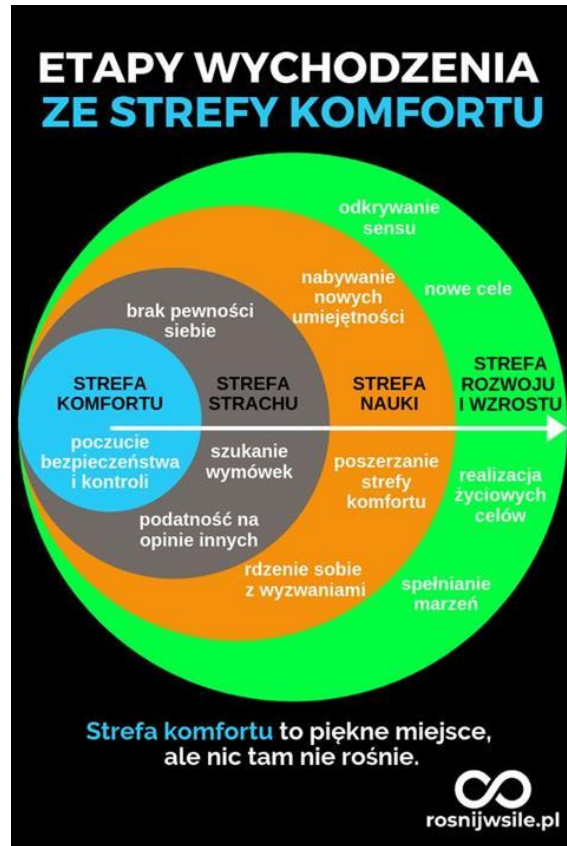 ETAPY WYCHODZENIA
ZE STREFY KOMFORTU
STREFA
KOMFORTU
poczucie
bezpieczeństwa
i kontroli
brak pewności
siebie
STREFA
STRACHU
szukanie
wymówek
podatność na
opinie innych
nabywanie
nowych
umiejętności
STREFA
NAUKI
poszerzanie
strefy
komfortu
rdzenie sobie
z wyzwaniami
odkrywanie
sensu
nowe cele
STREFA
ROZWOJU
I WZROSTU
realizacja
życiowych
celów
spełnianie
marzeń
Strefa komfortu to piękne miejsce,
ale nic tam nie rośnie.
rosnijwsile.pl